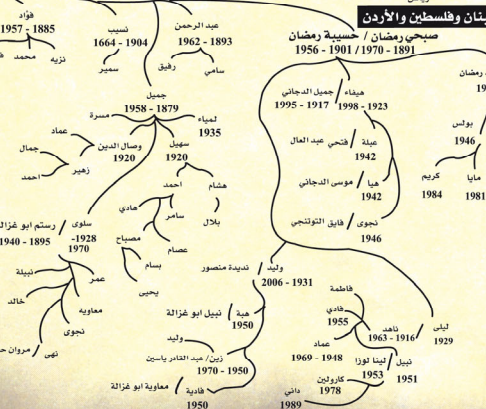 لبنان وفلسطين والأردن
فؤاد
1957 - 1885
نزيه
محمد
نسيب
1664 - 1904
سمير
عبد الرحمن
1962 - 1893
رفيق
سامي
صبحي رمضان / حسيبة رمضان
1956 - 1901 / 1970 - 1891
رمضان
بولس
1946
كريم
1984
مايا
1981
جميل
1958 - 1879
مسرة
لمياء
1935
وصال الدين
1920
عماد
جمال
زهير
احمد
سهيل
1920
احمد
هشام
بلال
هادي
سامر
عصام
مصباح
بسام
يحيى
سلوى / رستم ابو غزالة
1928-
1970
1940 - 1895
نبيلة
عمر
خالد
معاويه
نجوى
نهى
مروان
هيفاء / جميل الدجاني
1998 - 1923
1995 - 1917
عبلة / فتحي عبد العال
1942
هيا / موسى الدجاني
1942
نجوى / فايق التوتنجي
1946
وليد / نديدة منصور
2006 - 1931
هبة / نبيل ابو غزالة
1950
وليد
زين / عبد القادر ياسين
1970 - 1950
فادية / معاوية ابو غزالة
1950
ليلى
1929
ناهد
1963 - 1916
فاطمة
فادي
1955
عماد
1969 - 1948
نبيل / لينا لوزا
1951
1953
كارولين
1978
داني
1989